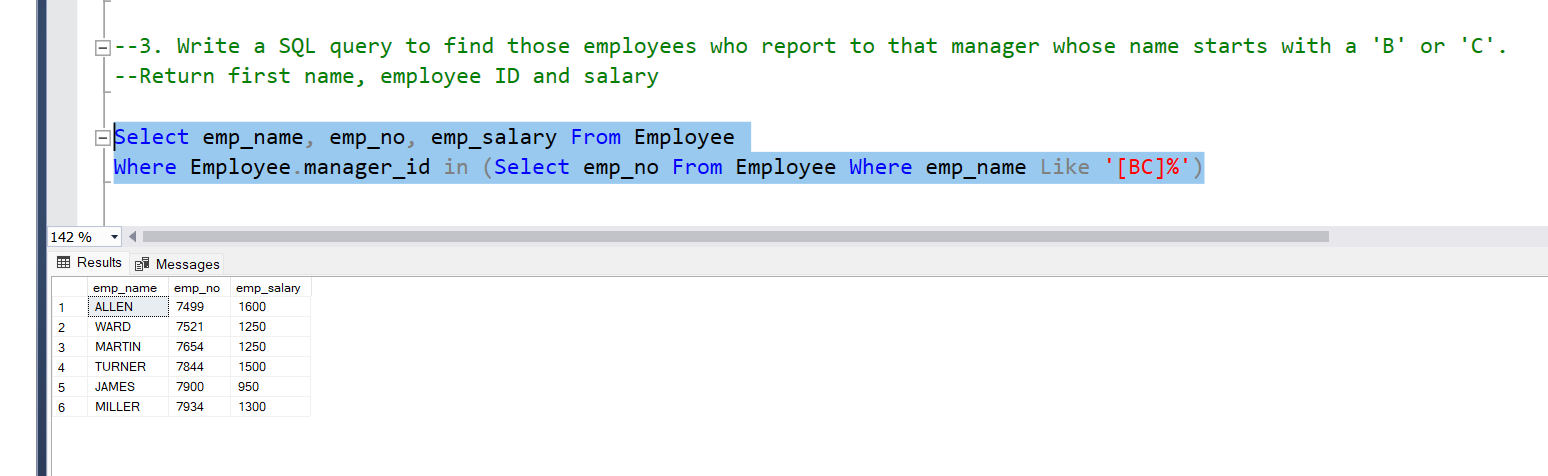 --3. Write a SQL query to find those employees who report to that manager whose name starts with a 'B' or 'C'.
--Return first name, employee ID and salary
Select emp_name, emp_no, emp_salary From Employee
Where Employee.manager_id in (Select emp_no From Employee Where emp_name Like '[BC]%')
142 %
Results Messages
emp_name emp_no emp_salary
1 ALLEN 7499 1600
2 WARD 7521 1250
3 MARTIN 7654 1250
4 TURNER 7844 1500
5 JAMES 7900 950
6 MILLER 7934 1300